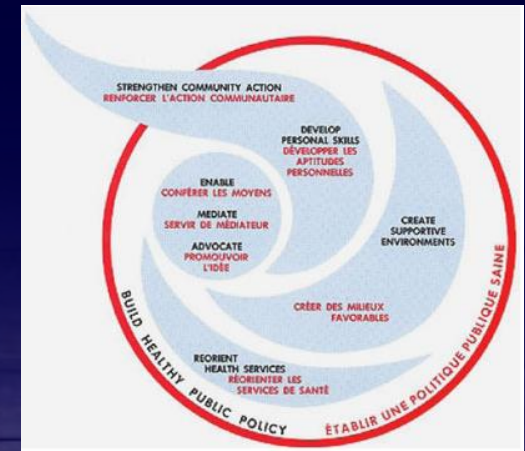 STRENGTHEN COMMUNITY ACTION
RENFORCER L'ACTION COMMUNAUTAIRE
DEVELOP
PERSONAL SKILLS
DÉVELOPPER LES
APTITUDES
PERSONNELLES
ENABLE
CONFÉRER LES MOYENS
MEDIATE
SERVIR DE MÉDIATEUR
ADVOCATE
PROMOUVOIR
L'IDÉE
CREATE
SUPPORTIVE
ENVIRONMENTS
CRÉER DES MILIEUX
FAVORABLES
REORIENT
HEALTH SERVICES
RÉORIENTER LES
SERVICES DE SANTÉ
BUILD HEALTHY PUBLIC POLICY
ÉTABLIR UNE POLITIQUE PUBLIQUE SAINE